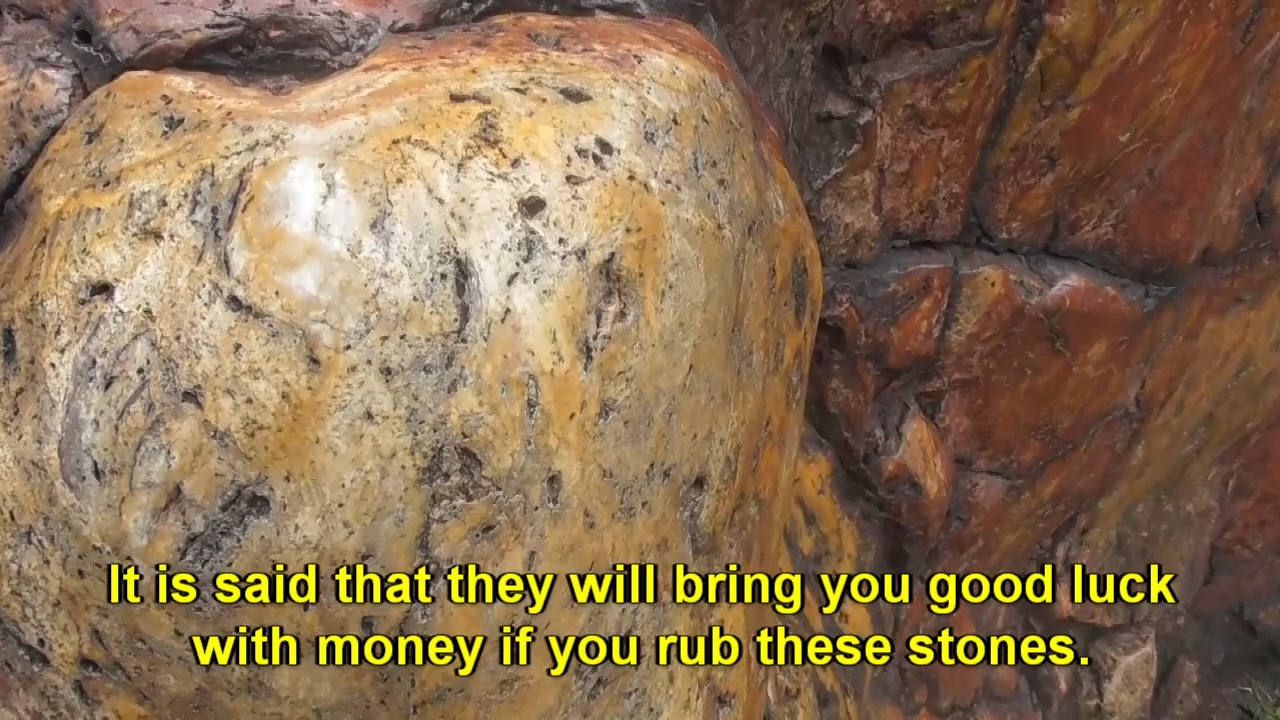 It is said that they will bring you good luck
with money if you rub these stones.